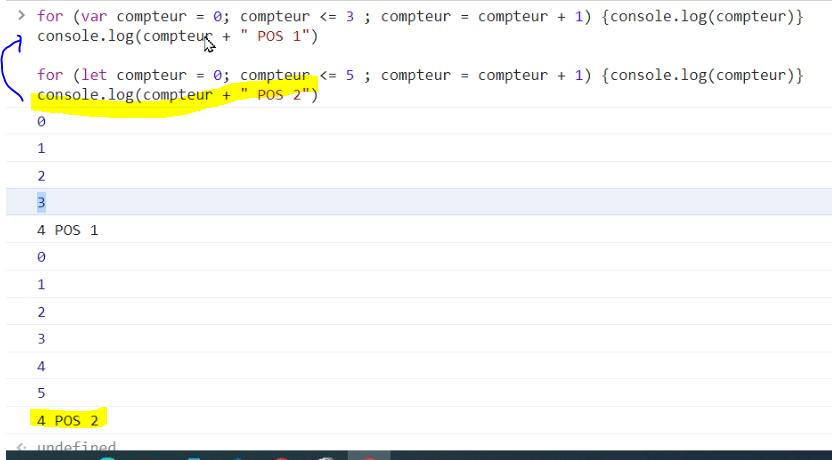 > for (var compteur = 0; compteur <= 3 ; compteur = compteur + 1) {console.log(compteur)}
console.log(compteur + " POS 1")
for (let compteur = 0; compteur <= 5 ; compteur = compteur + 1) {console.log(compteur)}
console.log(compteur + " POS 2")
0
1
2
3
4 POS 1
0
1
2
3
4
5
4 POS 2
undefined